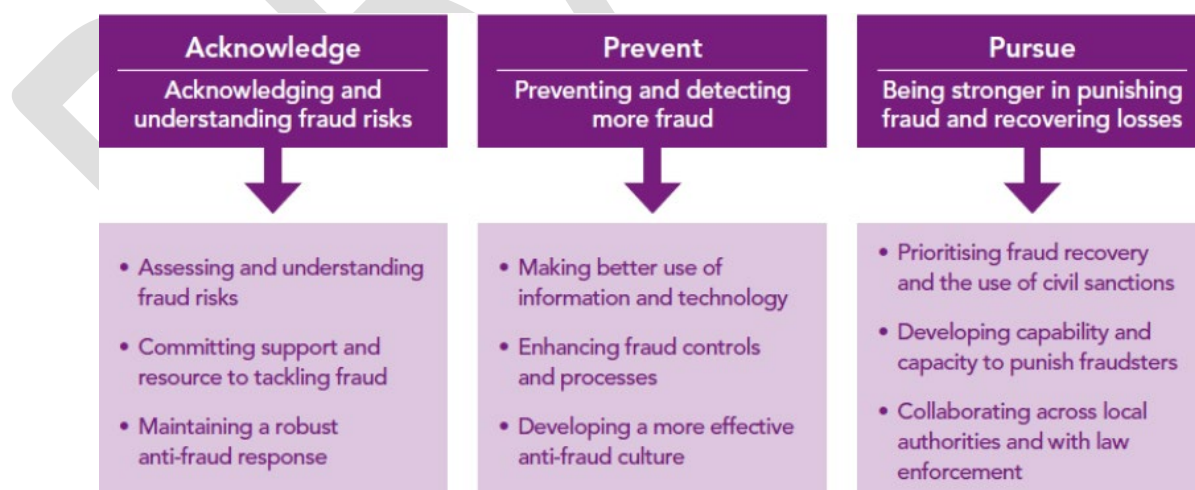 Acknowledge
Acknowledging and
understanding fraud risks
• Assessing and understanding
fraud risks
• Committing support and
resource to tackling fraud
• Maintaining a robust
anti-fraud response
Prevent
Preventing and detecting
more fraud
• Making better use of
information and technology
• Enhancing fraud controls
and processes
• Developing a more effective
anti-fraud culture
Pursue
Being stronger in punishing
fraud and recovering losses
• Prioritising fraud recovery
and the use of civil sanctions
• Developing capability and
capacity to punish fraudsters
• Collaborating across local
authorities and with law
enforcement